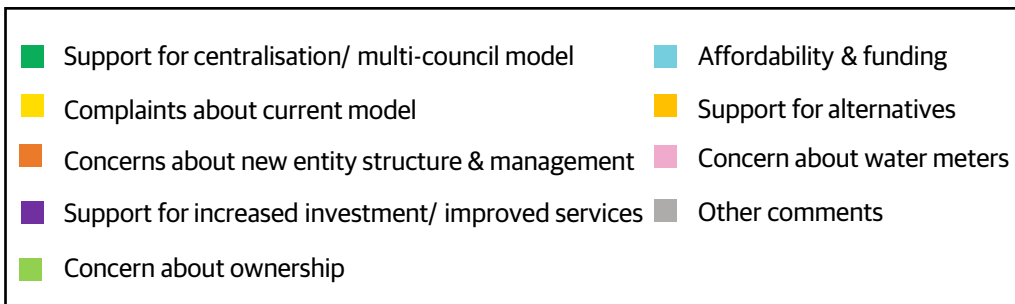 Support for centralisation/ multi-council model
Complaints about current model
Concerns about new entity structure & management
Support for increased investment/ improved services
Concern about ownership
Affordability & funding
Support for alternatives
Concern about water meters
Other comments